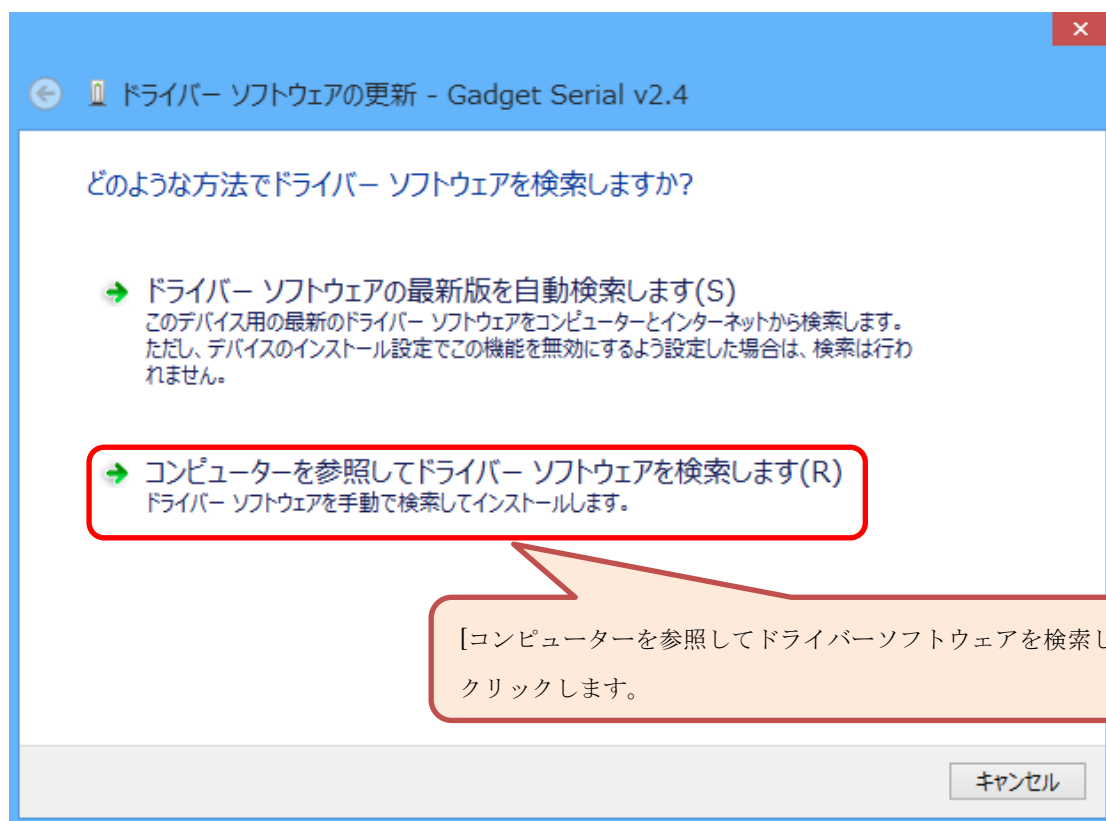 ドライバー ソフトウェアの更新 - Gadget Serial v2.4
どのような方法でドライバー ソフトウェアを検索しますか?
ドライバー ソフトウェアの最新版を自動検索します(S)
このデバイス用の最新のドライバー ソフトウェアをコンピューターとインターネットから検索します。
ただし、デバイスのインストール設定でこの機能を無効にするよう設定した場合は、検索は行わ
れません。
コンピューターを参照してドライバー ソフトウェアを検索します(R)
ドライバー ソフトウェアを手動で検索してインストールします。
[コンピューターを参照してドライバーソフトウェアを検索し
クリックします。
キャンセル